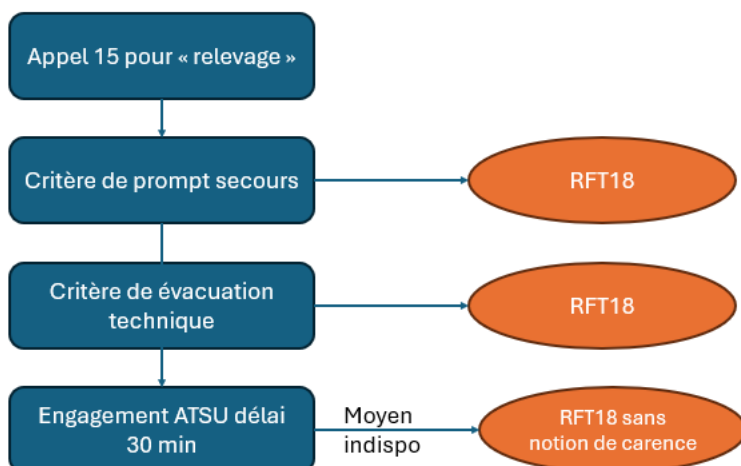 Appel 15 pour « relevage »
Critère de prompt secours
RFT18
Critère de évacuation
technique
RFT18
Engagement ATSU délai
30 min
Moyen
indispo
RFT18 sans
notion de carence